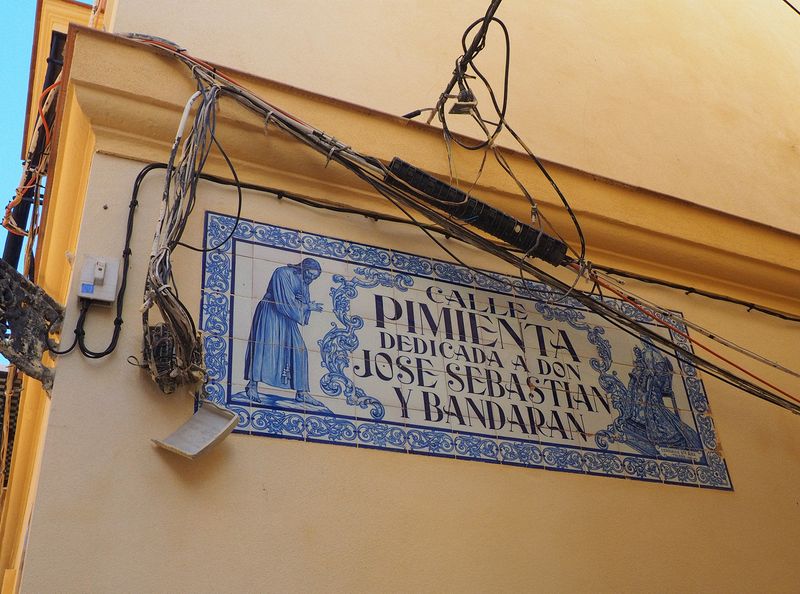 CALLE
PIMIENTA
DEDICADA A DON
JOSE SEBASTIAN
Y BANDARAN